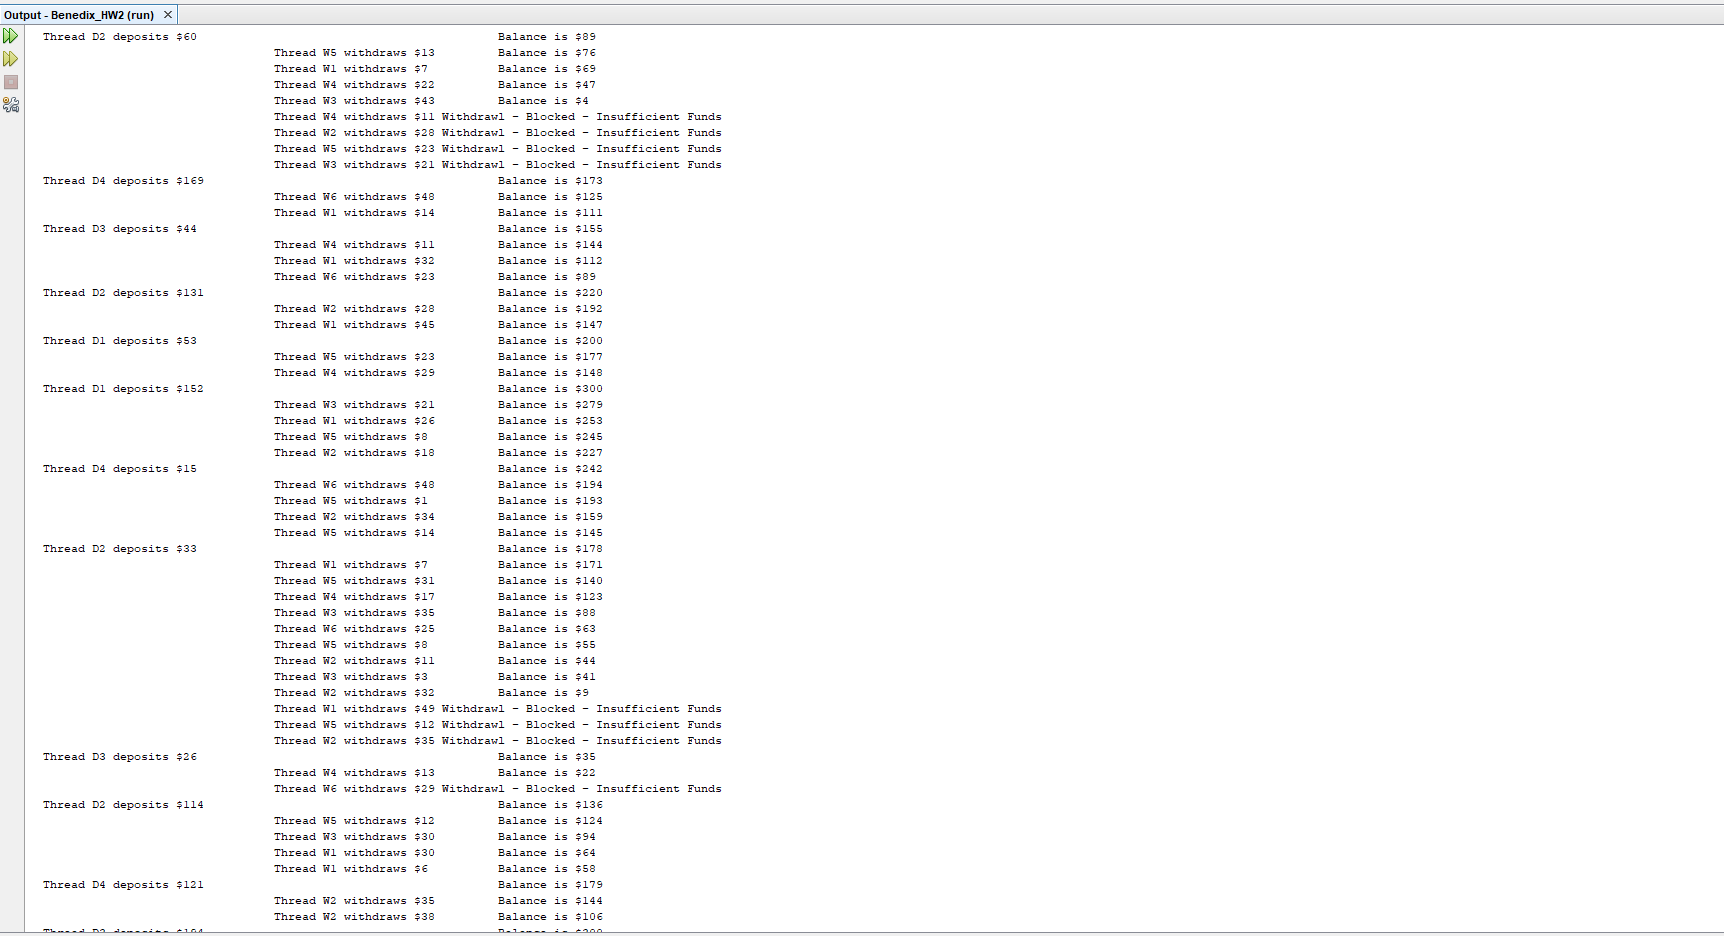 Output - Benedix_HW2 (run) ×
Thread D2 deposits $60 Balance is $89
Thread W5 withdraws $13 Balance is $76
Thread W1 withdraws $7 Balance is $69
Thread W4 withdraws $22 Balance is $47
Thread W3 withdraws $43 Balance is $4
Thread W4 withdraws $11 Withdrawl - Blocked - Insufficient Funds
Thread W2 withdraws $28 Withdrawl - Blocked - Insufficient Funds
Thread W5 withdraws $23 Withdrawl - Blocked - Insufficient Funds
Thread W3 withdraws $21 Withdrawl - Blocked - Insufficient Funds
Thread D4 deposits $169 Balance is $173
Thread W6 withdraws $48 Balance is $125
Thread W1 withdraws $14 Balance is $111
Thread D3 deposits $44 Balance is $155
Thread W4 withdraws $11 Balance is $144
Thread W1 withdraws $32 Balance is $112
Thread W6 withdraws $23 Balance is $89
Thread D2 deposits $131 Balance is $220
Thread W2 withdraws $28 Balance is $192
Thread W1 withdraws $45 Balance is $147
Thread D1 deposits $53 Balance is $200
Thread W5 withdraws $23 Balance is $177
Thread W4 withdraws $29 Balance is $148
Thread D1 deposits $152 Balance is $300
Thread W3 withdraws $21 Balance is $279
Thread W1 withdraws $26 Balance is $253
Thread W5 withdraws $8 Balance is $245
Thread W2 withdraws $18 Balance is $227
Thread D4 deposits $15 Balance is $242
Thread W6 withdraws $48 Balance is $194
Thread W5 withdraws $1 Balance is $193
Thread W2 withdraws $34 Balance is $159
Thread W5 withdraws $14 Balance is $145
Thread D2 deposits $33 Balance is $178
Thread W1 withdraws $7 Balance is $171
Thread W5 withdraws $31 Balance is $140
Thread W4 withdraws $17 Balance is $123
Thread W3 withdraws $35 Balance is $88
Thread W6 withdraws $25 Balance is $63
Thread W5 withdraws $8 Balance is $55
Thread W2 withdraws $11 Balance is $44
Thread W3 withdraws $3 Balance is $41
Thread W2 withdraws $32 Balance is $9
Thread W1 withdraws $49 Withdrawl - Blocked - Insufficient Funds
Thread W5 withdraws $12 Withdrawl - Blocked - Insufficient Funds
Thread W2 withdraws $35 Withdrawl - Blocked - Insufficient Funds
Thread D3 deposits $26 Balance is $35
Thread W4 withdraws $13 Balance is $22
Thread W6 withdraws $29 Withdrawl - Blocked - Insufficient Funds
Thread D2 deposits $114 Balance is $136
Thread W5 withdraws $12 Balance is $124
Thread W3 withdraws $30 Balance is $94
Thread W1 withdraws $30 Balance is $64
Thread W1 withdraws $6 Balance is $58
Thread D4 deposits $121 Balance is $179
Thread W2 withdraws $35 Balance is $144
Thread W2 withdraws $38 Balance is $106
Thread deposits Balance is